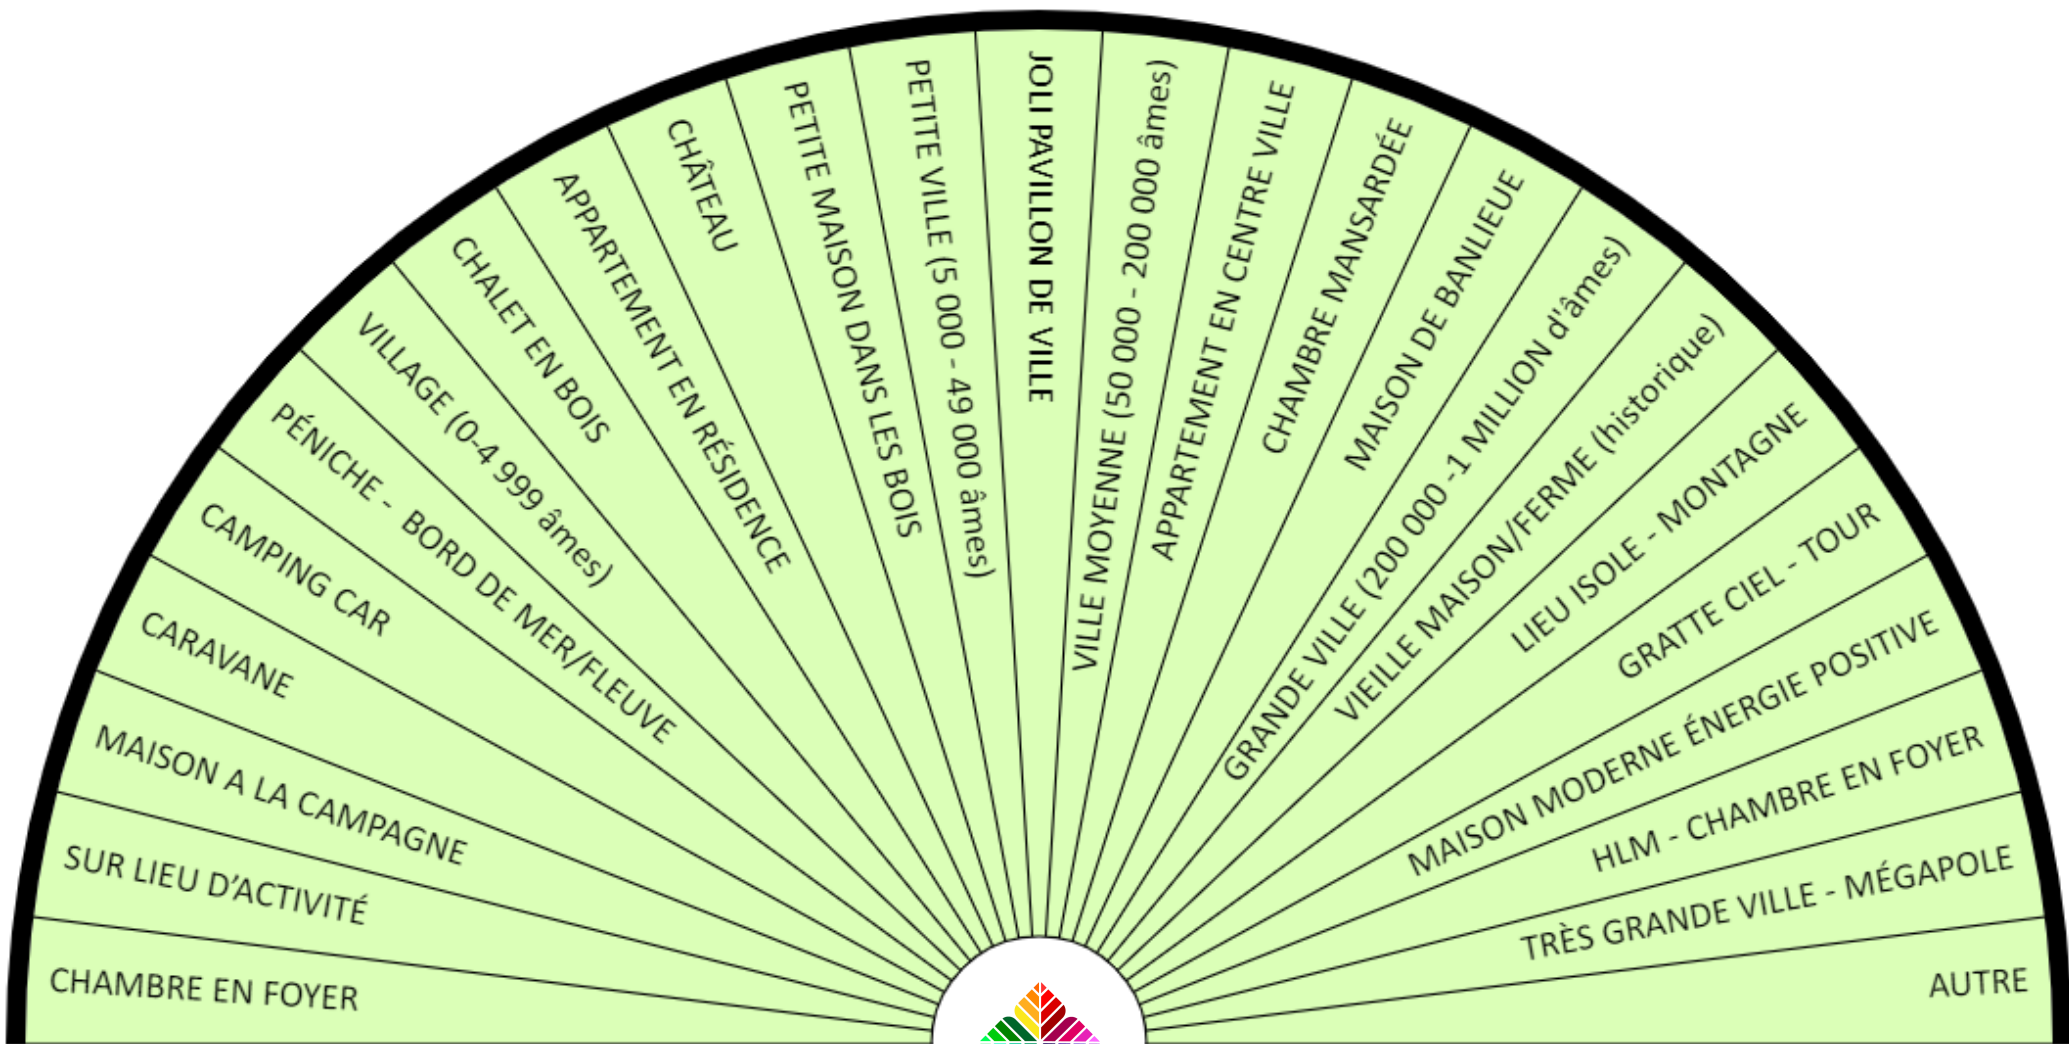 CHAMBRE EN FOYER
SUR LIEU D’ACTIVITÉ
MAISON A LA CAMPAGNE
CARAVANE
CAMPING CAR
PÉNICHE - BORD DE MER/FLEUVE
VILLAGE (0-4 999 âmes)
CHALET EN BOIS
APPARTEMENT EN RÉSIDENCE
CHÂTEAU
PETITE MAISON DANS LES BOIS
PETITE VILLE (5 000 - 49 000 âmes)
JOLI PAVILLON DE VILLE
VILLE MOYENNE (50 000 - 200 000 âmes)
APPARTEMENT EN CENTRE VILLE
CHAMBRE MANSARDÉE
MAISON DE BANLIEUE
GRANDE VILLE (200 000 -1 MILLION d'âmes)
VIEILLE MAISON/FERME (historique)
LIEU ISOLE - MONTAGNE
GRATTE CIEL - TOUR
MAISON MODERNE ÉNERGIE POSITIVE
HLM - CHAMBRE EN FOYER
TRÈS GRANDE VILLE - MÉGAPOLE
AUTRE